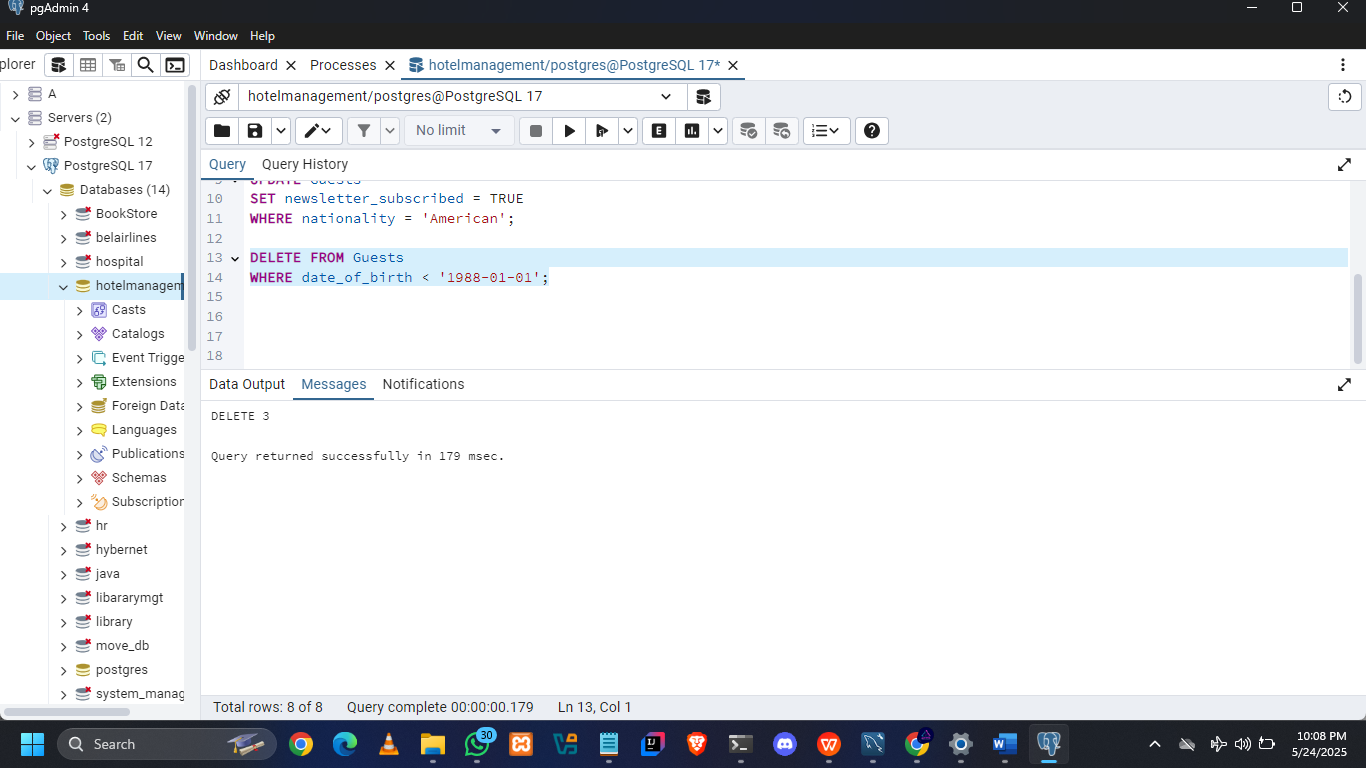 pgAdmin 4
File Object Tools Edit View Window Help
plorer
Dashboard Processes hotelmanagement/postgres@PostgreSQL 17*
A
Servers (2)
PostgreSQL 12
PostgreSQL 17
Databases (14)
BookStore
belairlines
hospital
hotelmanagem
Casts
Catalogs
Event Trigge
Extensions
Foreign Data
Languages
Publications
Schemas
Subscription
hr
hybernet
java
libararymgt
library
move_db
postgres
system_manag
hotelmanagement/postgres@PostgreSQL 17
No limit
E
Query Query History
9 UPDATE Guests
10 SET newsletter_subscribed = TRUE
11 WHERE nationality = 'American';
12
13 DELETE FROM Guests
14 WHERE date_of_birth < '1988-01-01';
15
16
17
18
Data Output Messages Notifications
DELETE 3
Query returned successfully in 179 msec.
Total rows: 8 of 8 Query complete 00:00:00.179 Ln 13, Col 1
Search
30
10:08 PM
5/24/2025